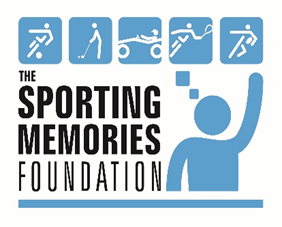 THE
SPORTING
MEMORIES
FOUNDATION